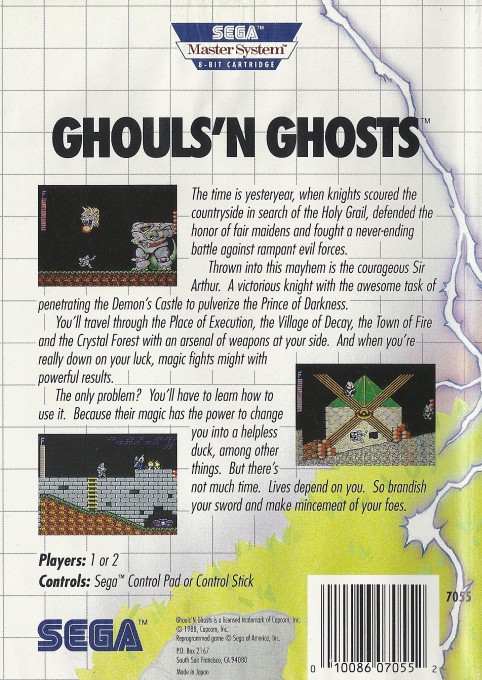 SEGA™
Master System™
8-BIT CARTRIDGE
GHOULS'N GHOSTS™
The time is yesteryear, when knights scoured the
countryside in search of the Holy Grail, defended the
honor of fair maidens and fought a never-ending
battle against rampant evil forces.
Thrown into this mayhem is the courageous Sir
Arthur. A victorious knight with the awesome task of
penetrating the Demon's Castle to pulverize the Prince of Darkness.
You'll travel through the Place of Execution, the Village of Decay, the Town of Fire
and the Crystal Forest with an arsenal of weapons at your side. And when you're
really down on your luck, magic fights might with
powerful results.
The only problem? You'll have to learn how to
use it. Because their magic has the power to change
you into a helpless
duck, among other
things. But there's
not much time. Lives depend on you. So brandish
your sword and make mincemeat of your foes.
Players: 1 or 2
Controls: Sega™ Control Pad or Control Stick
7055
SEGA™
Ghouls'N Ghosts is a licensed trademark of Capcom, Inc.
© 1988, Capcom, Inc.
Reprogrammed game © Sega of America, Inc.
P.O. Box 2167
South San Francisco, CA 94080
Made in Japan
0 10086 07055 2